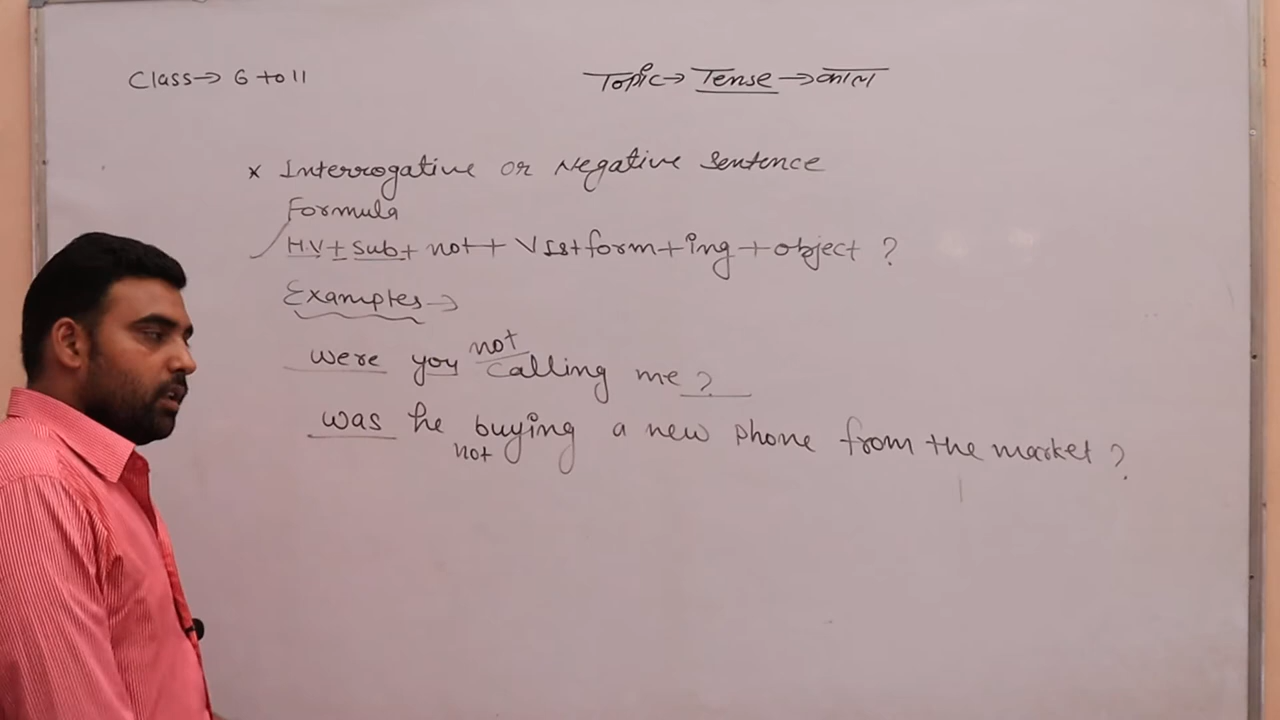 Class→ 6 to 11
Topic→ Tense →काल
x Interrogative or Negative Sentence
Formula
H.V + Sub + not + V Ist form + ing + object ?
Examples→
were you not calling me ?
was he not buying a new phone from the market ?